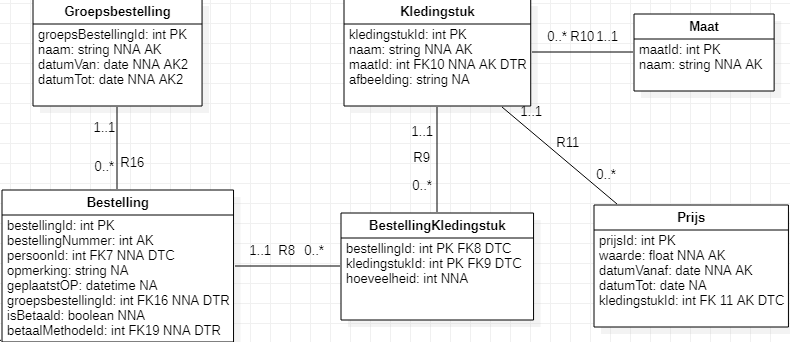 Groepsbestelling
groepsBestellingId: int PK
naam: string NNA AK
datumVan: date NNA AK2
datumTot: date NNA AK2
Kledingstuk
kledingstukId: int PK
naam: string NNA AK
maatId: int FK10 NNA AK DTR
afbeelding: string NA
0..* R10 1..1
Maat
maatId: int PK
naam: string NNA AK
1..1
R16
0..*
1..1
R9
0..*
1..1
R11
0..*
Bestelling
bestellingId: int PK
bestellingNummer: int AK
persoonId: int FK7 NNA DTC
opmerking: string NA
geplaatstOP: datetime NA
groepsbestellingId: int FK16 NNA DTR
isBetaald: boolean NNA
betaalMethodeId: int FK19 NNA DTR
1..1 R8 0..*
BestellingKledingstuk
bestellingId: int PK FK8 DTC
kledingstukId: int PK FK9 DTC
hoeveelheid: int NNA
Prijs
prijsId: int PK
waarde: float NNA AK
datumVanaf: date NNA AK
datumTot: date NA
kledingstukId: int FK 11 AK DTC